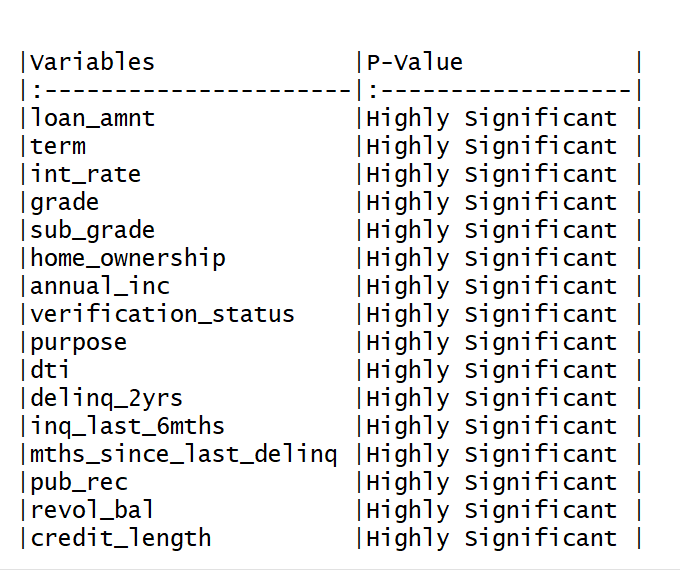 |Variables              |P-Value            |
|:----------------------|:------------------|
|loan_amnt              |Highly Significant |
|term                   |Highly Significant |
|int_rate               |Highly Significant |
|grade                  |Highly Significant |
|sub_grade              |Highly Significant |
|home_ownership         |Highly Significant |
|annual_inc             |Highly Significant |
|verification_status    |Highly Significant |
|purpose                |Highly Significant |
|dti                    |Highly Significant |
|delinq_2yrs            |Highly Significant |
|inq_last_6mths         |Highly Significant |
|mths_since_last_delinq |Highly Significant |
|pub_rec                |Highly Significant |
|revol_bal              |Highly Significant |
|credit_length          |Highly Significant |